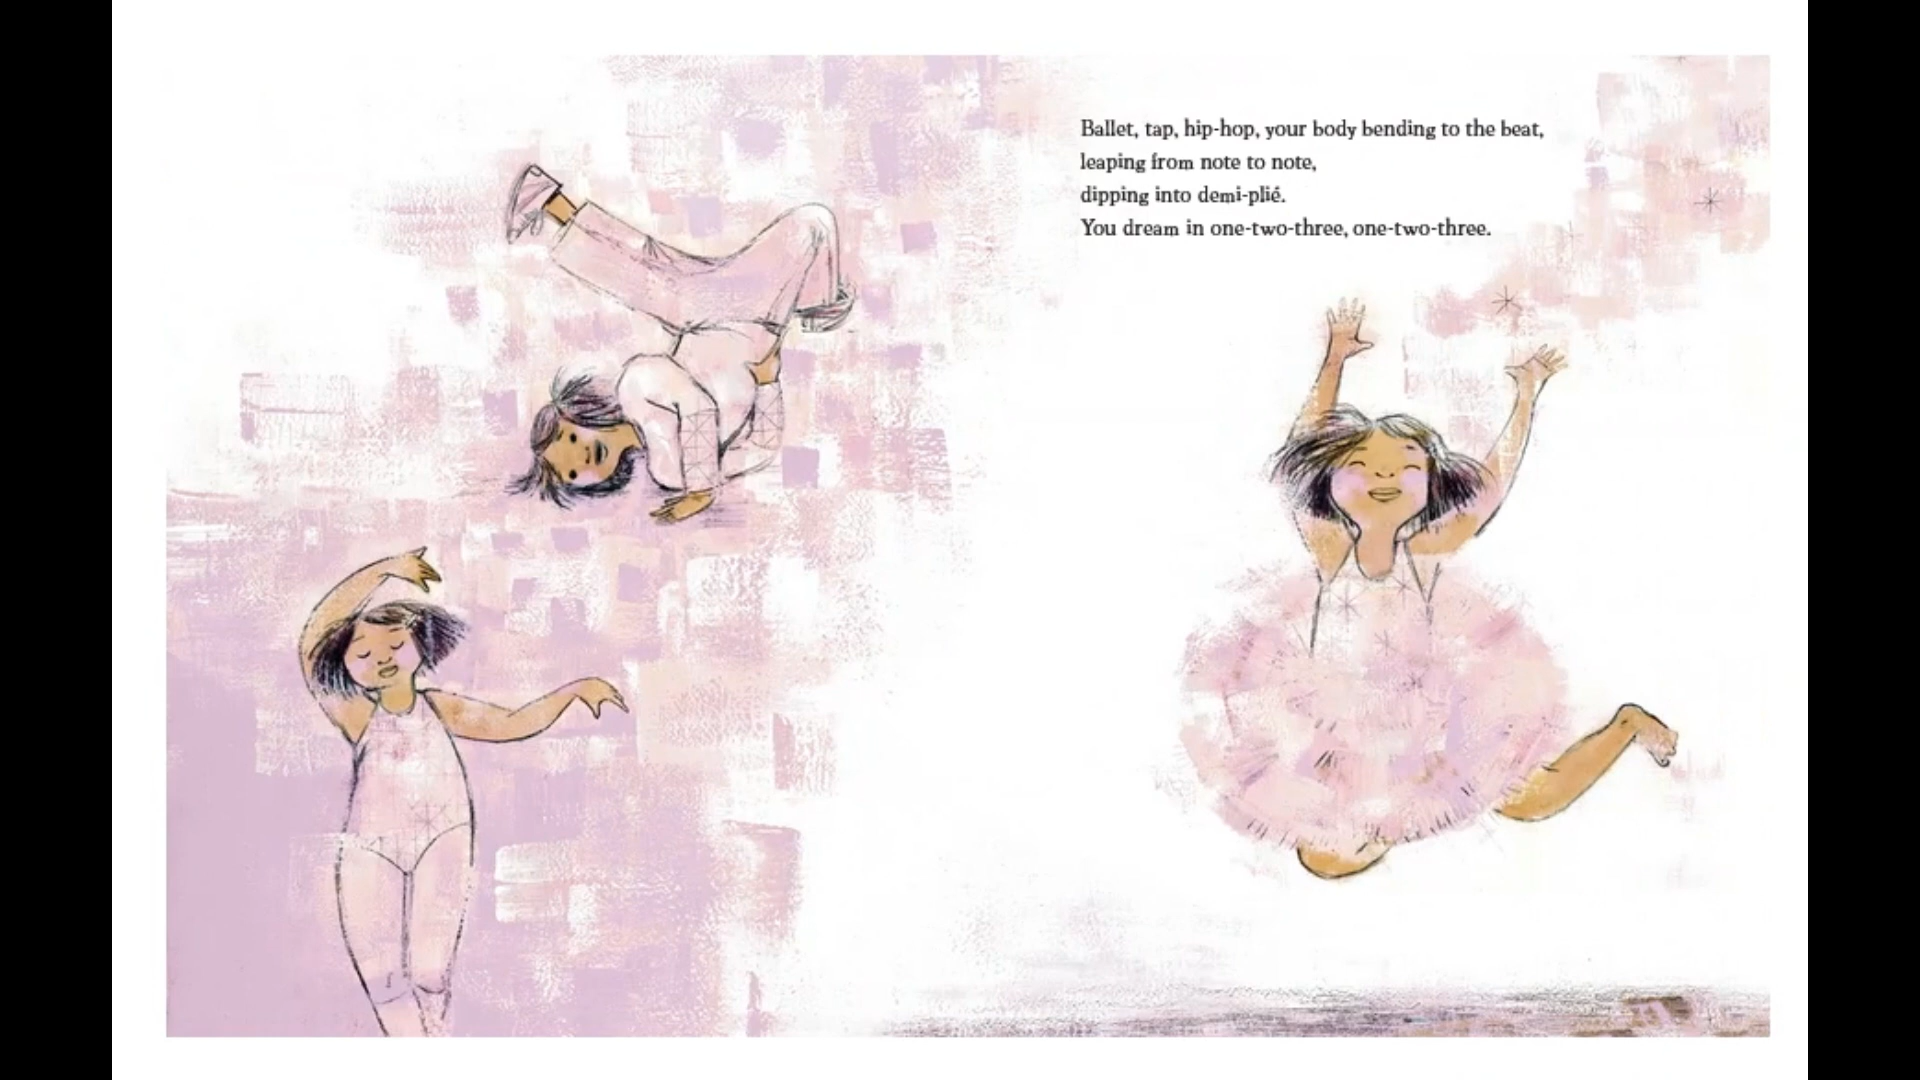 Ballet, tap, hip-hop, your body bending to the beat,
leaping from note to note,
dipping into demi-plié.
You dream in one-two-three, one-two-three.